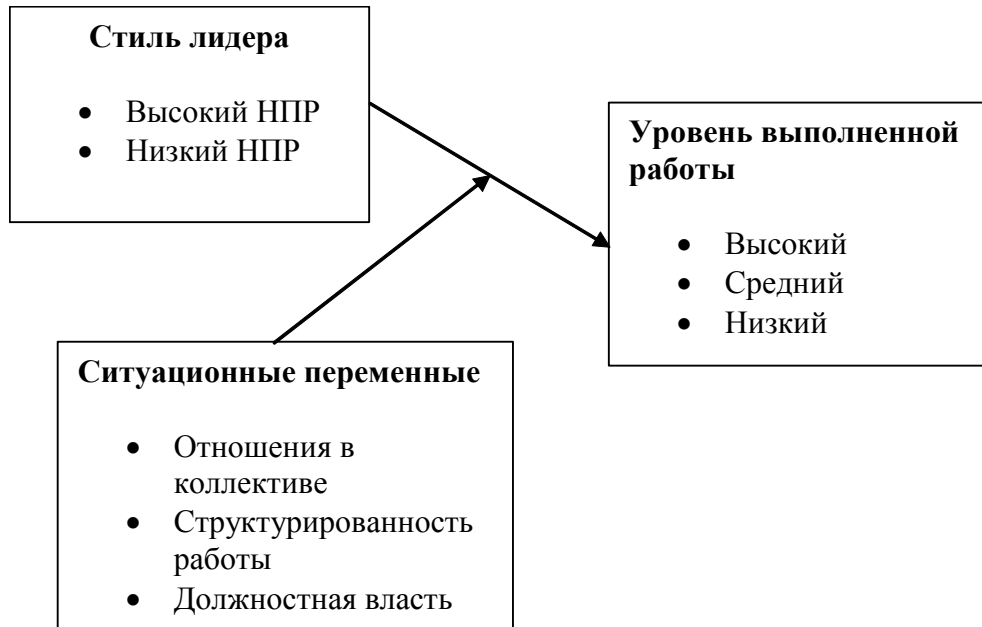 Стиль лидера
• Высокий НПР
• Низкий НПР
Уровень выполненной
работы
• Высокий
• Средний
• Низкий
Ситуационные переменные
• Отношения в
коллективе
• Структурированность
работы
• Должностная власть